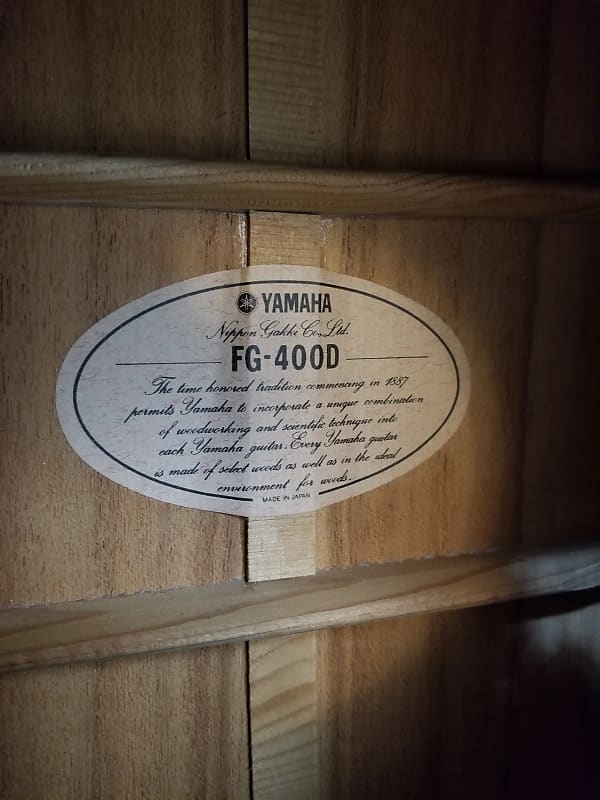 YAMAHA
Nippon Gakki Co., Ltd.
FG-400D
The time honored tradition commencing in 1887
permits Yamaha to incorporate a unique combination
of woodworking and scientific technique into
each Yamaha guitar. Every Yamaha guitar
is made of select woods as well as in the ideal
environment for woods.
MADE IN JAPAN